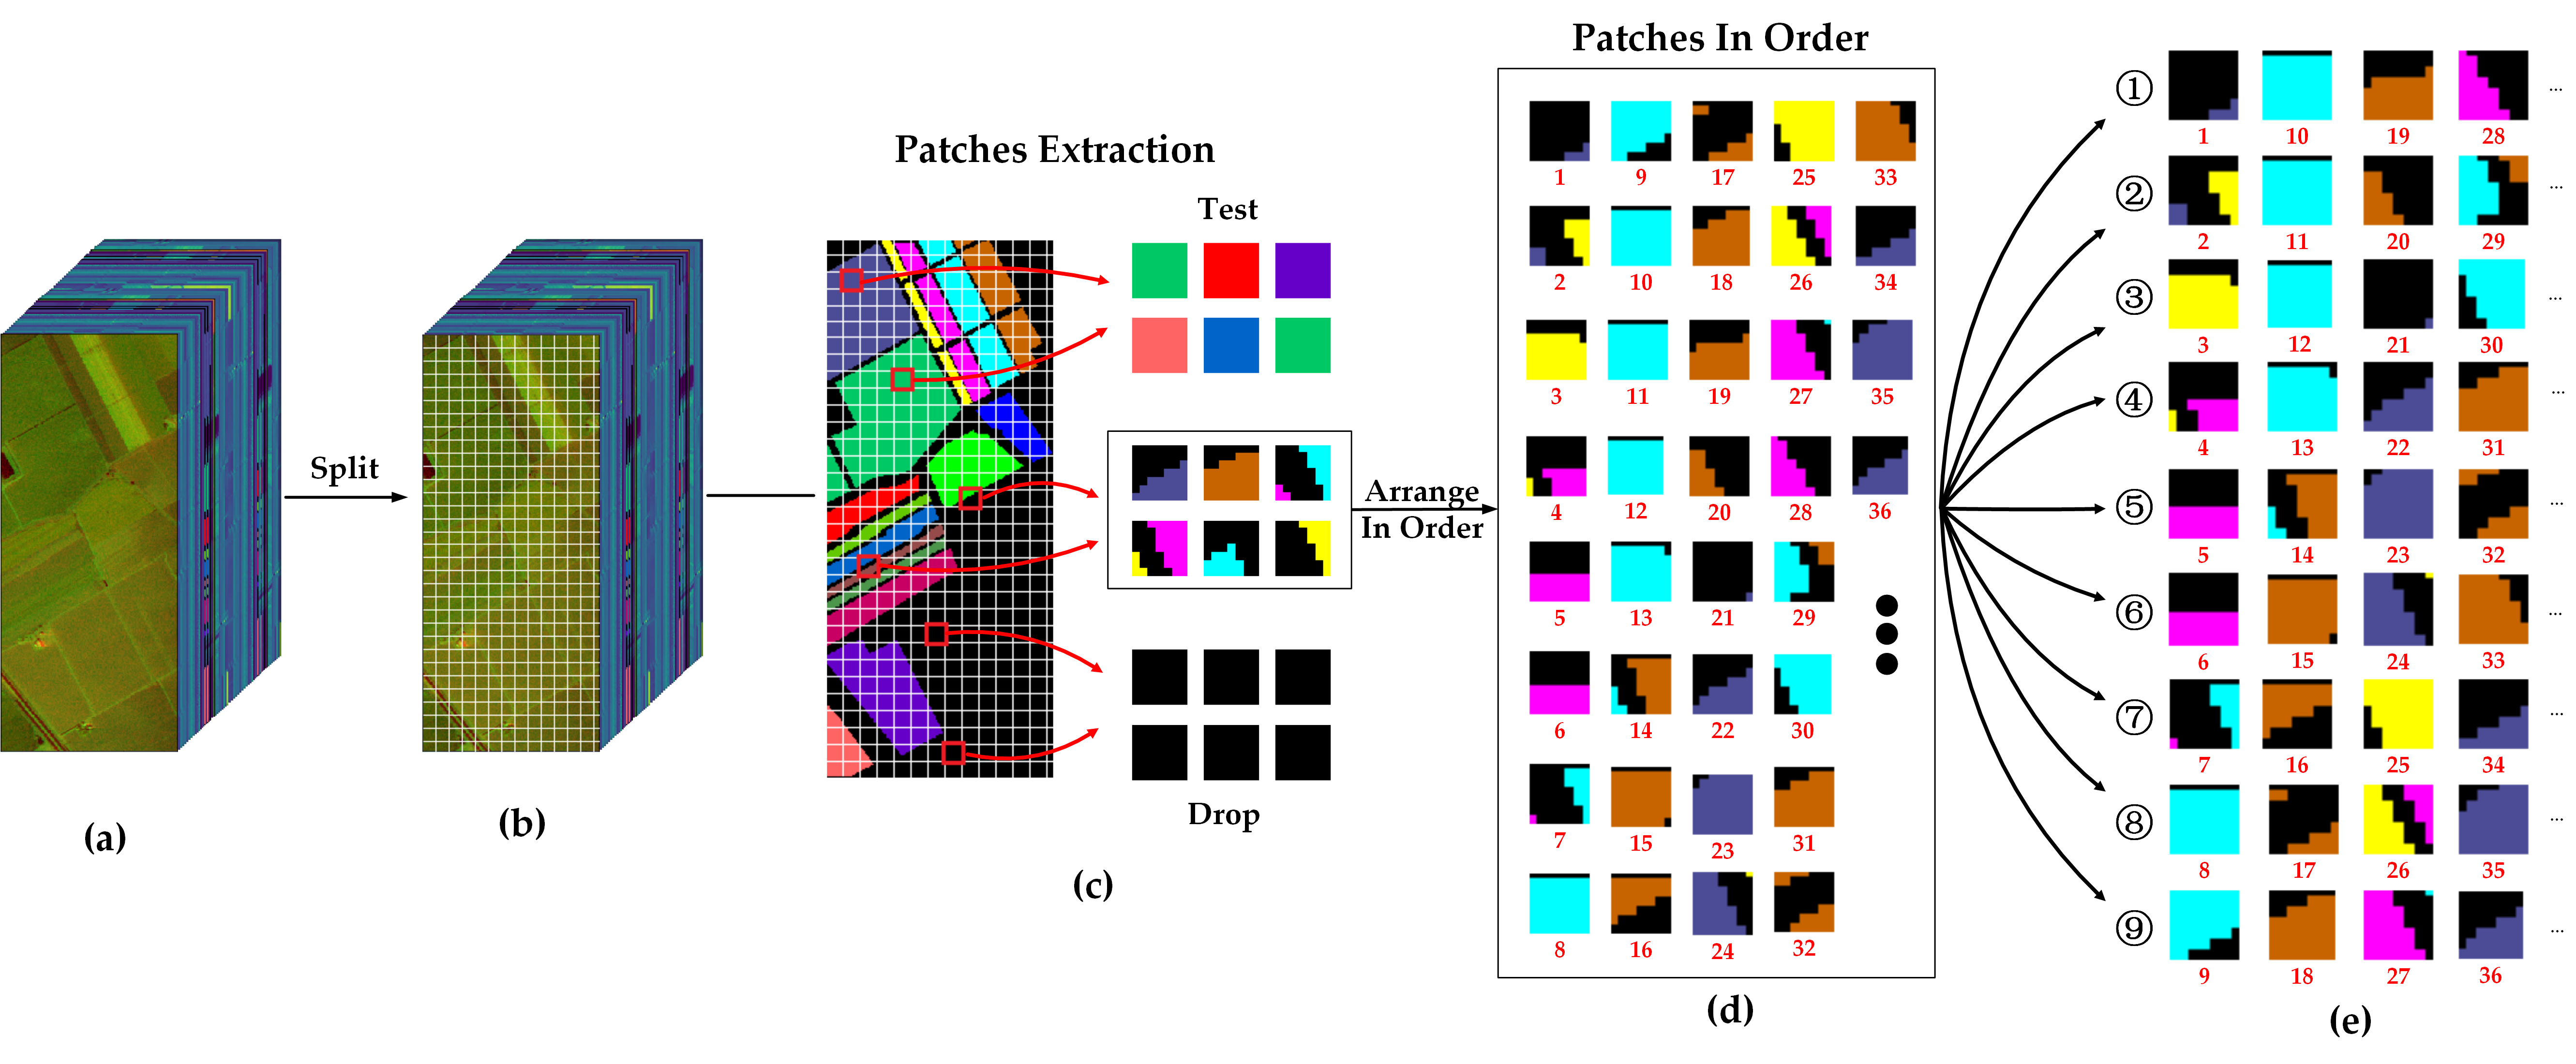 Split
Patches Extraction
Test
Drop
Arrange
In Order
Patches In Order
1 9 17 25 33
2 10 18 26 34
3 11 19 27 35
4 12 20 28 36
5 13 21 29
6 14 22 30
7 15 23 31
8 16 24 32
① 1 10 19 28 ...
② 2 11 20 29 ...
③ 3 12 21 30 ...
④ 4 13 22 31 ...
⑤ 5 14 23 32 ...
⑥ 6 15 24 33 ...
⑦ 7 16 25 34 ...
⑧ 8 17 26 35 ...
⑨ 9 18 27 36 ...
(a)
(b)
(c)
(d)
(e)